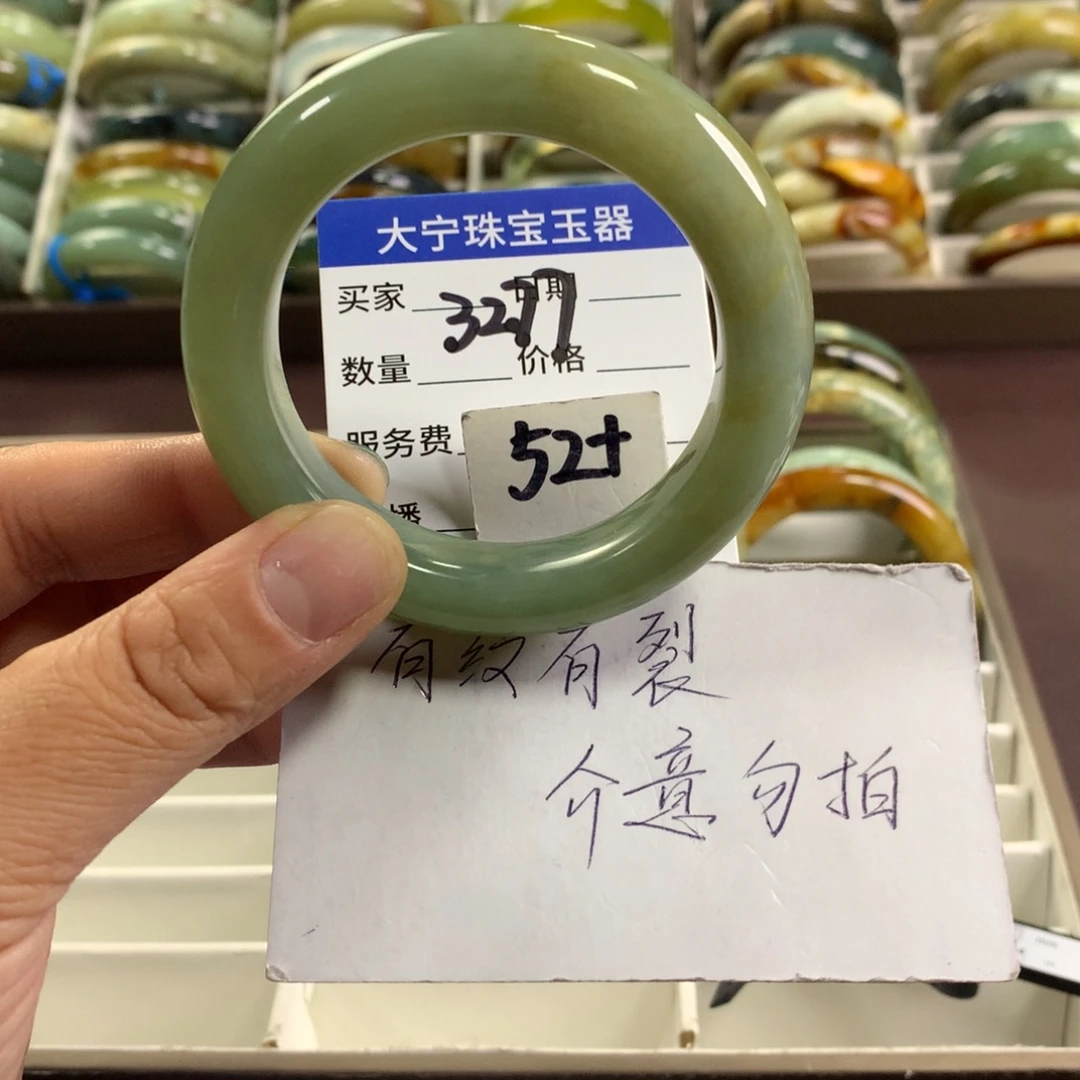 大宁珠宝玉器
买家 日期
3277
数量 价格
服务费
52+
播
有纹有裂
介意勿拍